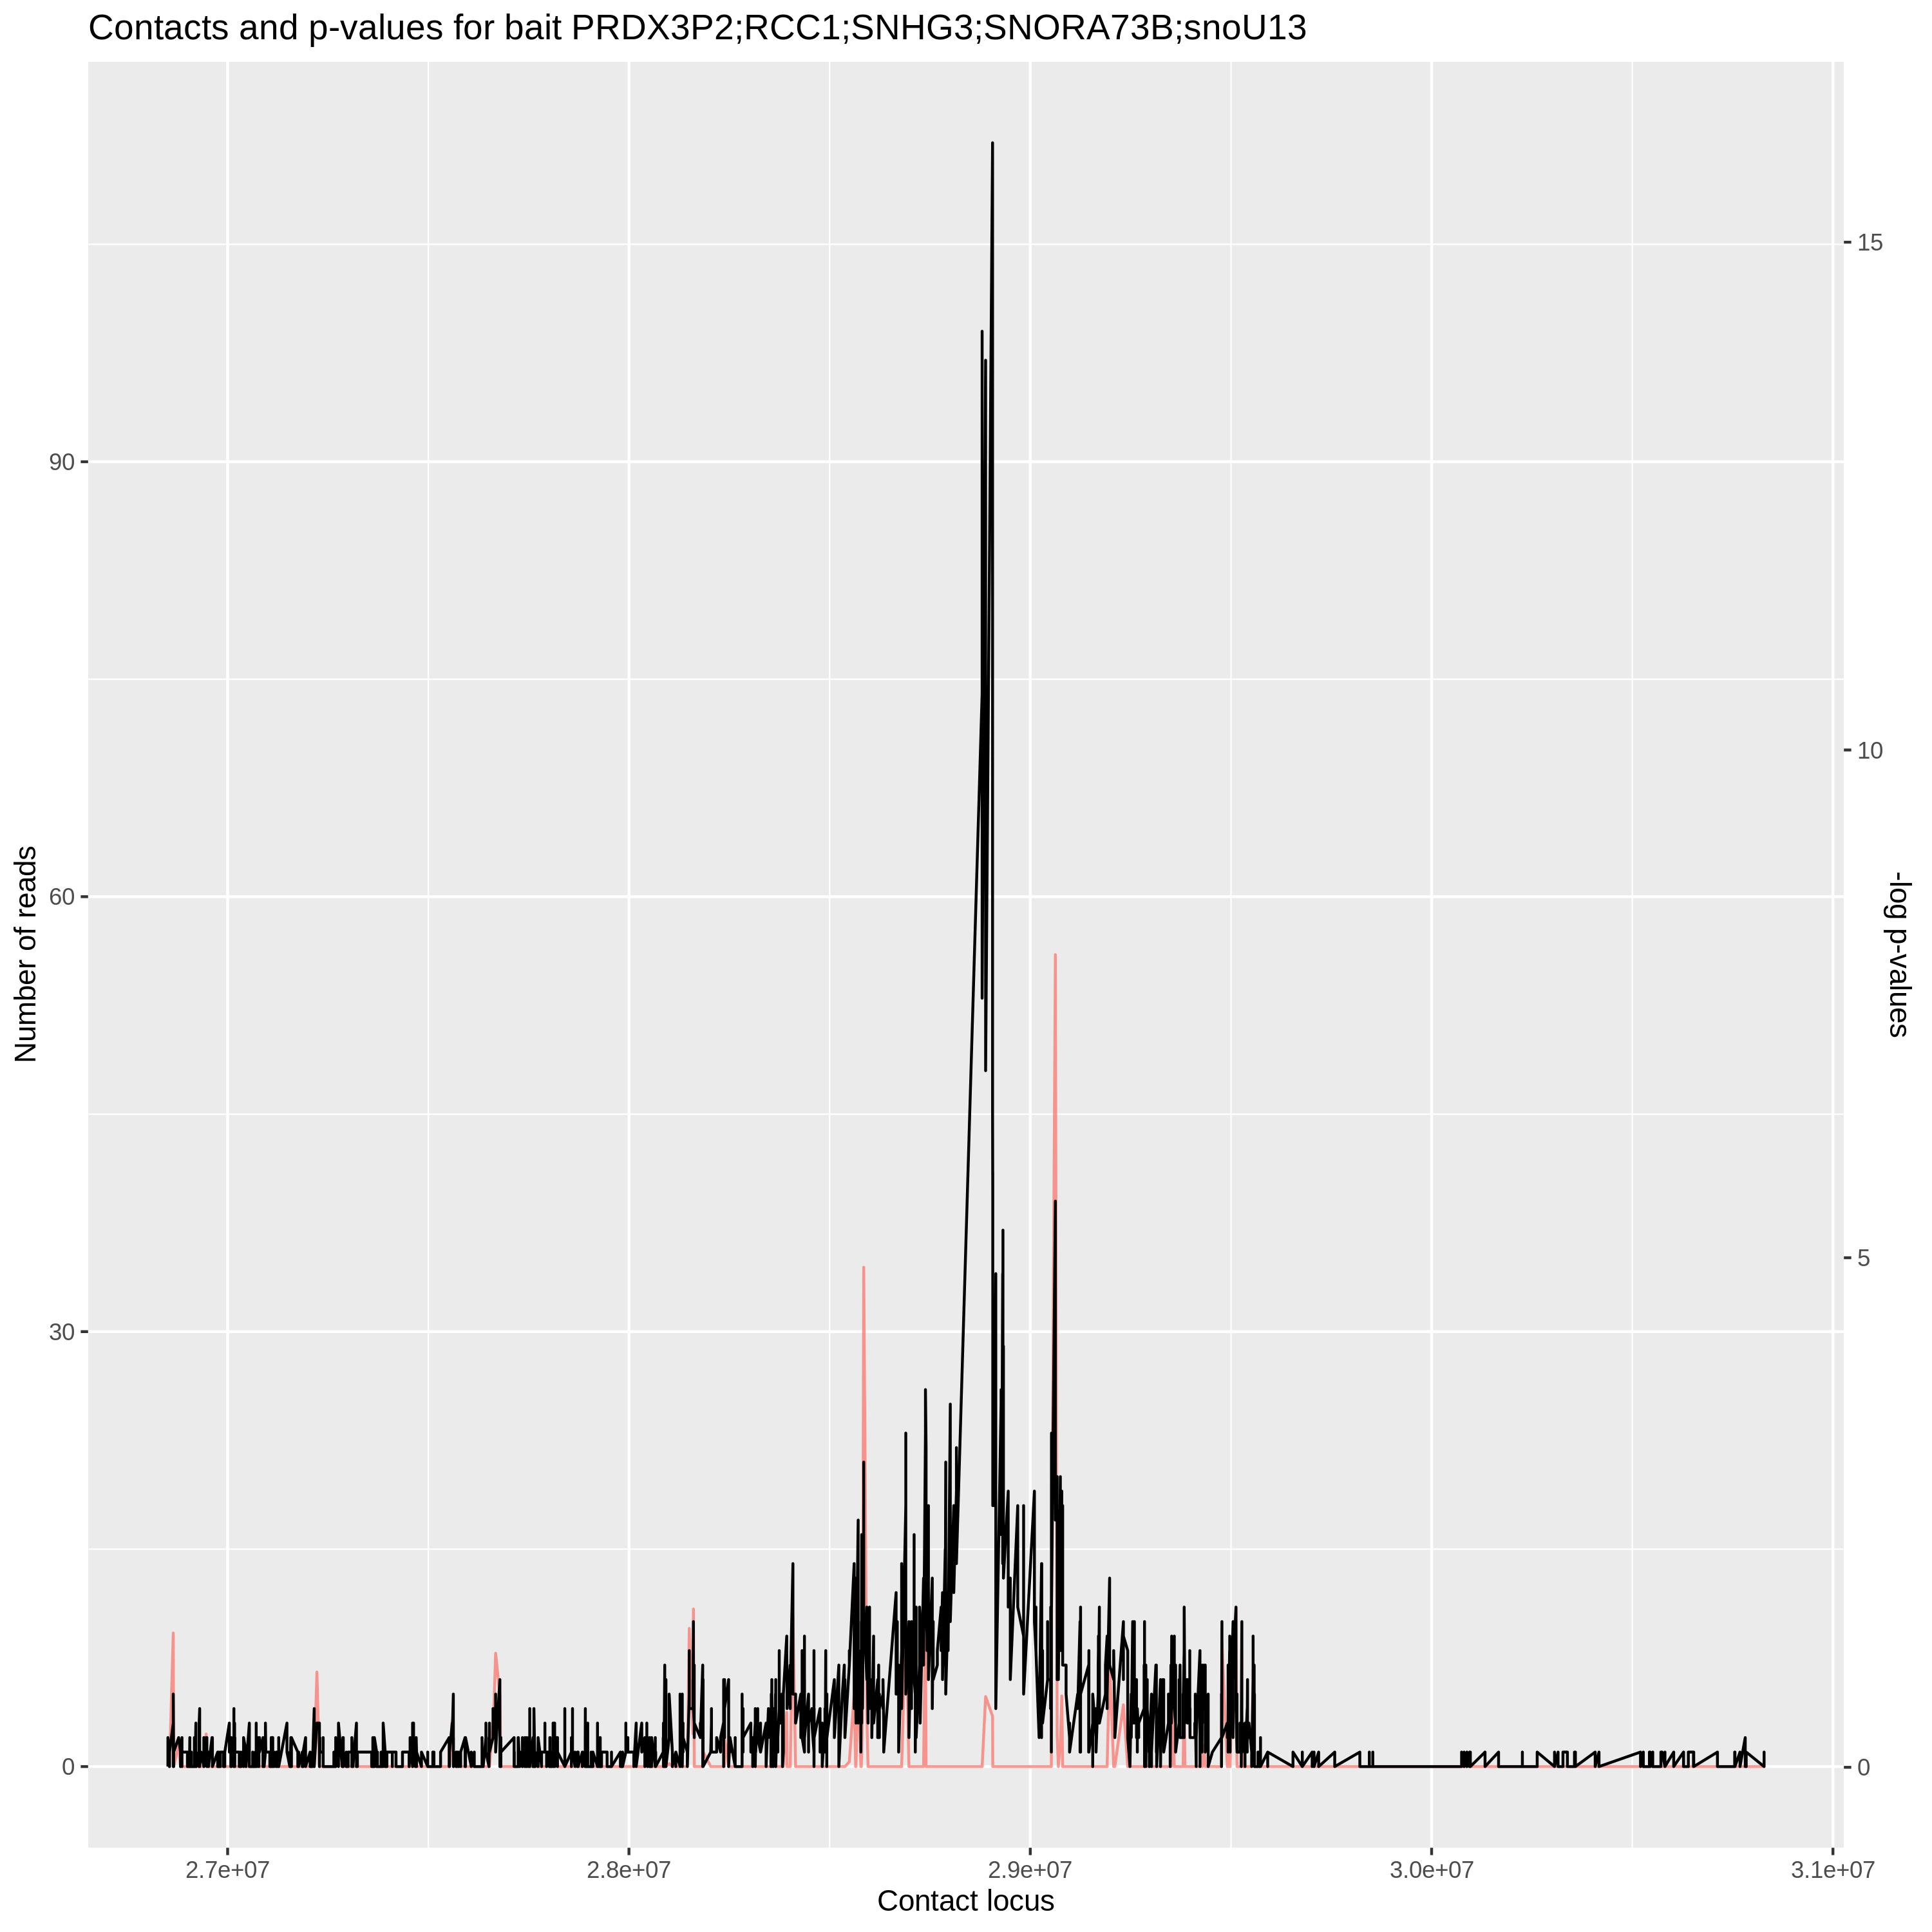 Contacts and p-values for bait PRDX3P2;RCC1;SNHG3;SNORA73B;snoU13
Number of reads
90
60
30
0
15
10
5
0
-log p-values
2.7e+07
2.8e+07
2.9e+07
3.0e+07
3.1e+07
Contact locus